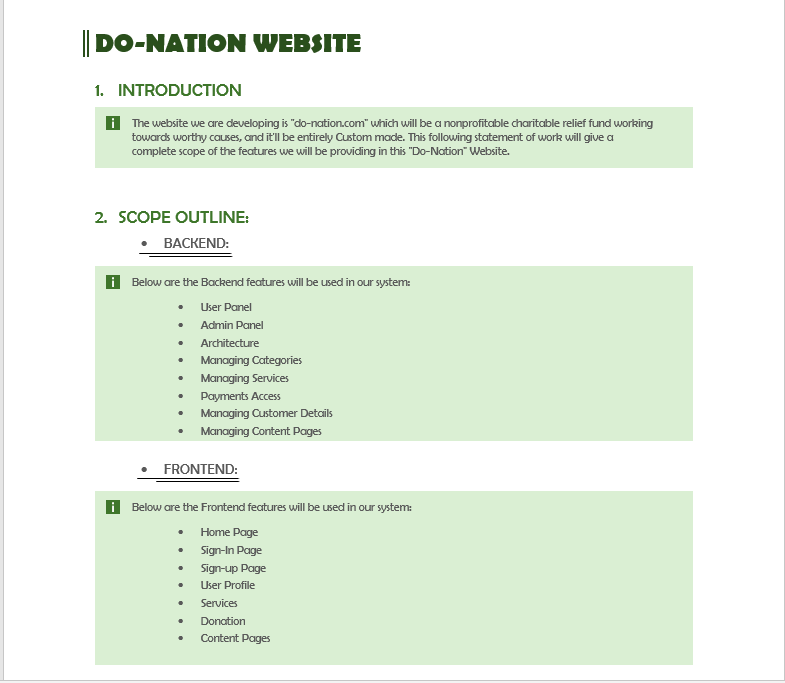 DO-NATION WEBSITE
1. INTRODUCTION
i
The website we are developing is "do-nation.com" which will be a nonprofitable charitable relief fund working
towards worthy causes, and it'll be entirely Custom made. This following statement of work will give a
complete scope of the features we will be providing in this "Do-Nation" Website.
2. SCOPE OUTLINE:
• BACKEND:
i
Below are the Backend features will be used in our system:
• User Panel
• Admin Panel
• Architecture
• Managing Categories
• Managing Services
• Payments Access
• Managing Customer Details
• Managing Content Pages
• FRONTEND:
i
Below are the Frontend features will be used in our system:
• Home Page
• Sign-In Page
• Sign-up Page
• User Profile
• Services
• Donation
• Content Pages